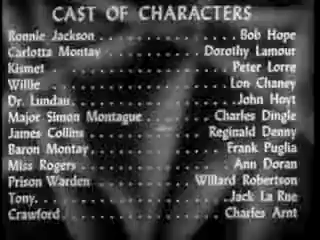 CAST OF CHARACTERS
Ronnie Jackson . . . . . . . . . . . . . . . . Bob Hope
Carlotta Montay . . . . . . . . . . . Dorothy Lamour
Kismet . . . . . . . . . . . . . . . . . . . . Peter Lorre
Willie . . . . . . . . . . . . . . . . . . . . . Lon Chaney
Dr. Lundau . . . . . . . . . . . . . . . . . . John Hoyt
Major Simon Montague . . . . . . . . Charles Dingle
James Collins . . . . . . . . . . . . . Reginald Denny
Baron Montay . . . . . . . . . . . . . . . Frank Puglia
Miss Rogers . . . . . . . . . . . . . . . . . Ann Doran
Prison Warden . . . . . . . . . . . Willard Robertson
Tony . . . . . . . . . . . . . . . . . . . . . Jack La Rue
Crawford . . . . . . . . . . . . . . . . . Charles Arnt